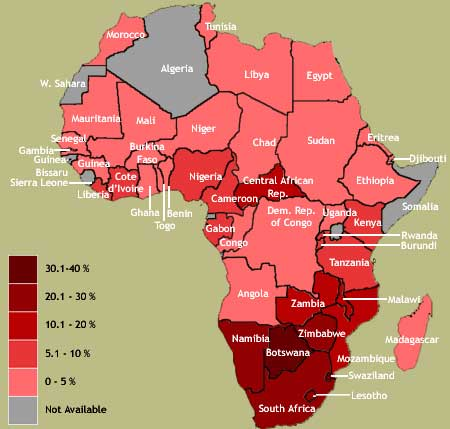 Morocco
Tunisia
Algeria
Libya
Egypt
W. Sahara
Mauritania
Mali
Niger
Chad
Sudan
Eritrea
Senegal
Gambia
Guinea
Bissaru
Guinea
Sierra Leone
Liberia
Cote
d'Ivoire
Burkina
Faso
Ghana
Togo
Benin
Nigeria
Cameroon
Central African
Rep.
Djibouti
Ethiopia
Somalia
Gabon
Congo
Dem. Rep.
of Congo
Uganda
Kenya
Rwanda
Burundi
Tanzania
Angola
Zambia
Malawi
Namibia
Zimbabwe
Botswana
Mozambique
Madagascar
Swaziland
Lesotho
South Africa
30.1-40 %
20.1 - 30 %
10.1 - 20 %
5.1 - 10 %
0 - 5 %
Not Available